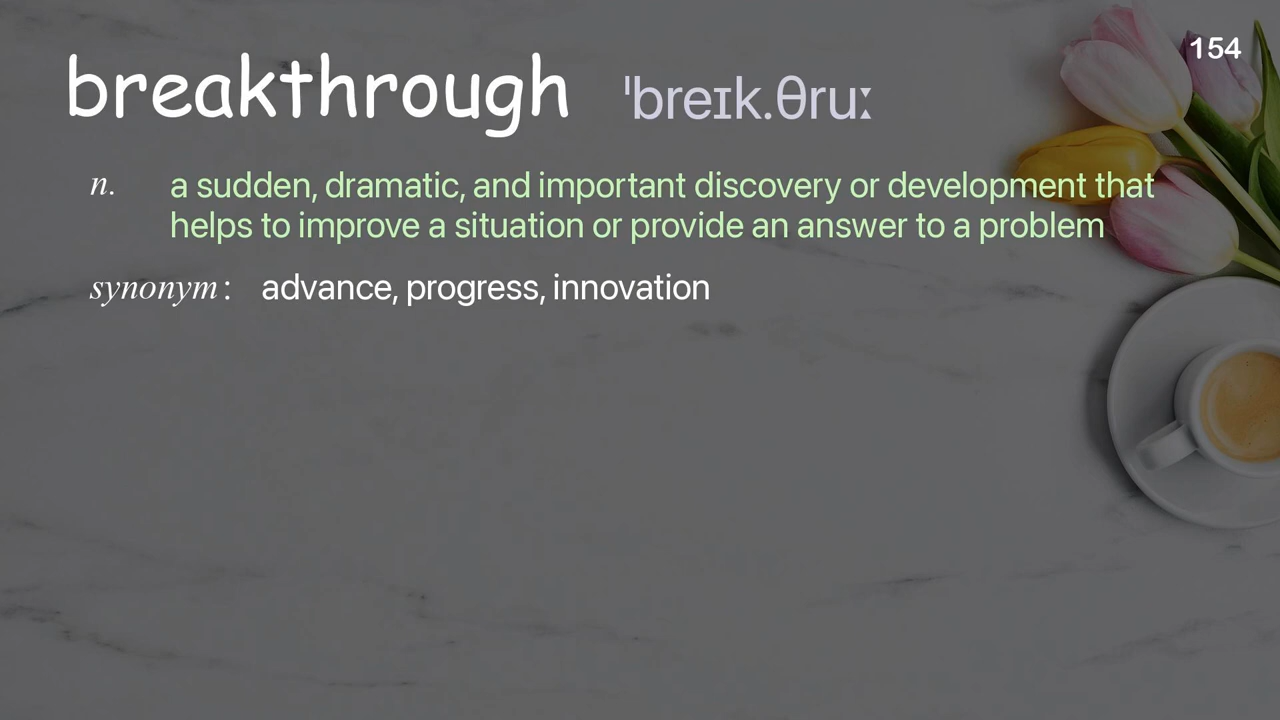 154
breakthrough ˈbreɪk.θruː
n. a sudden, dramatic, and important discovery or development that
helps to improve a situation or provide an answer to a problem
synonym : advance, progress, innovation